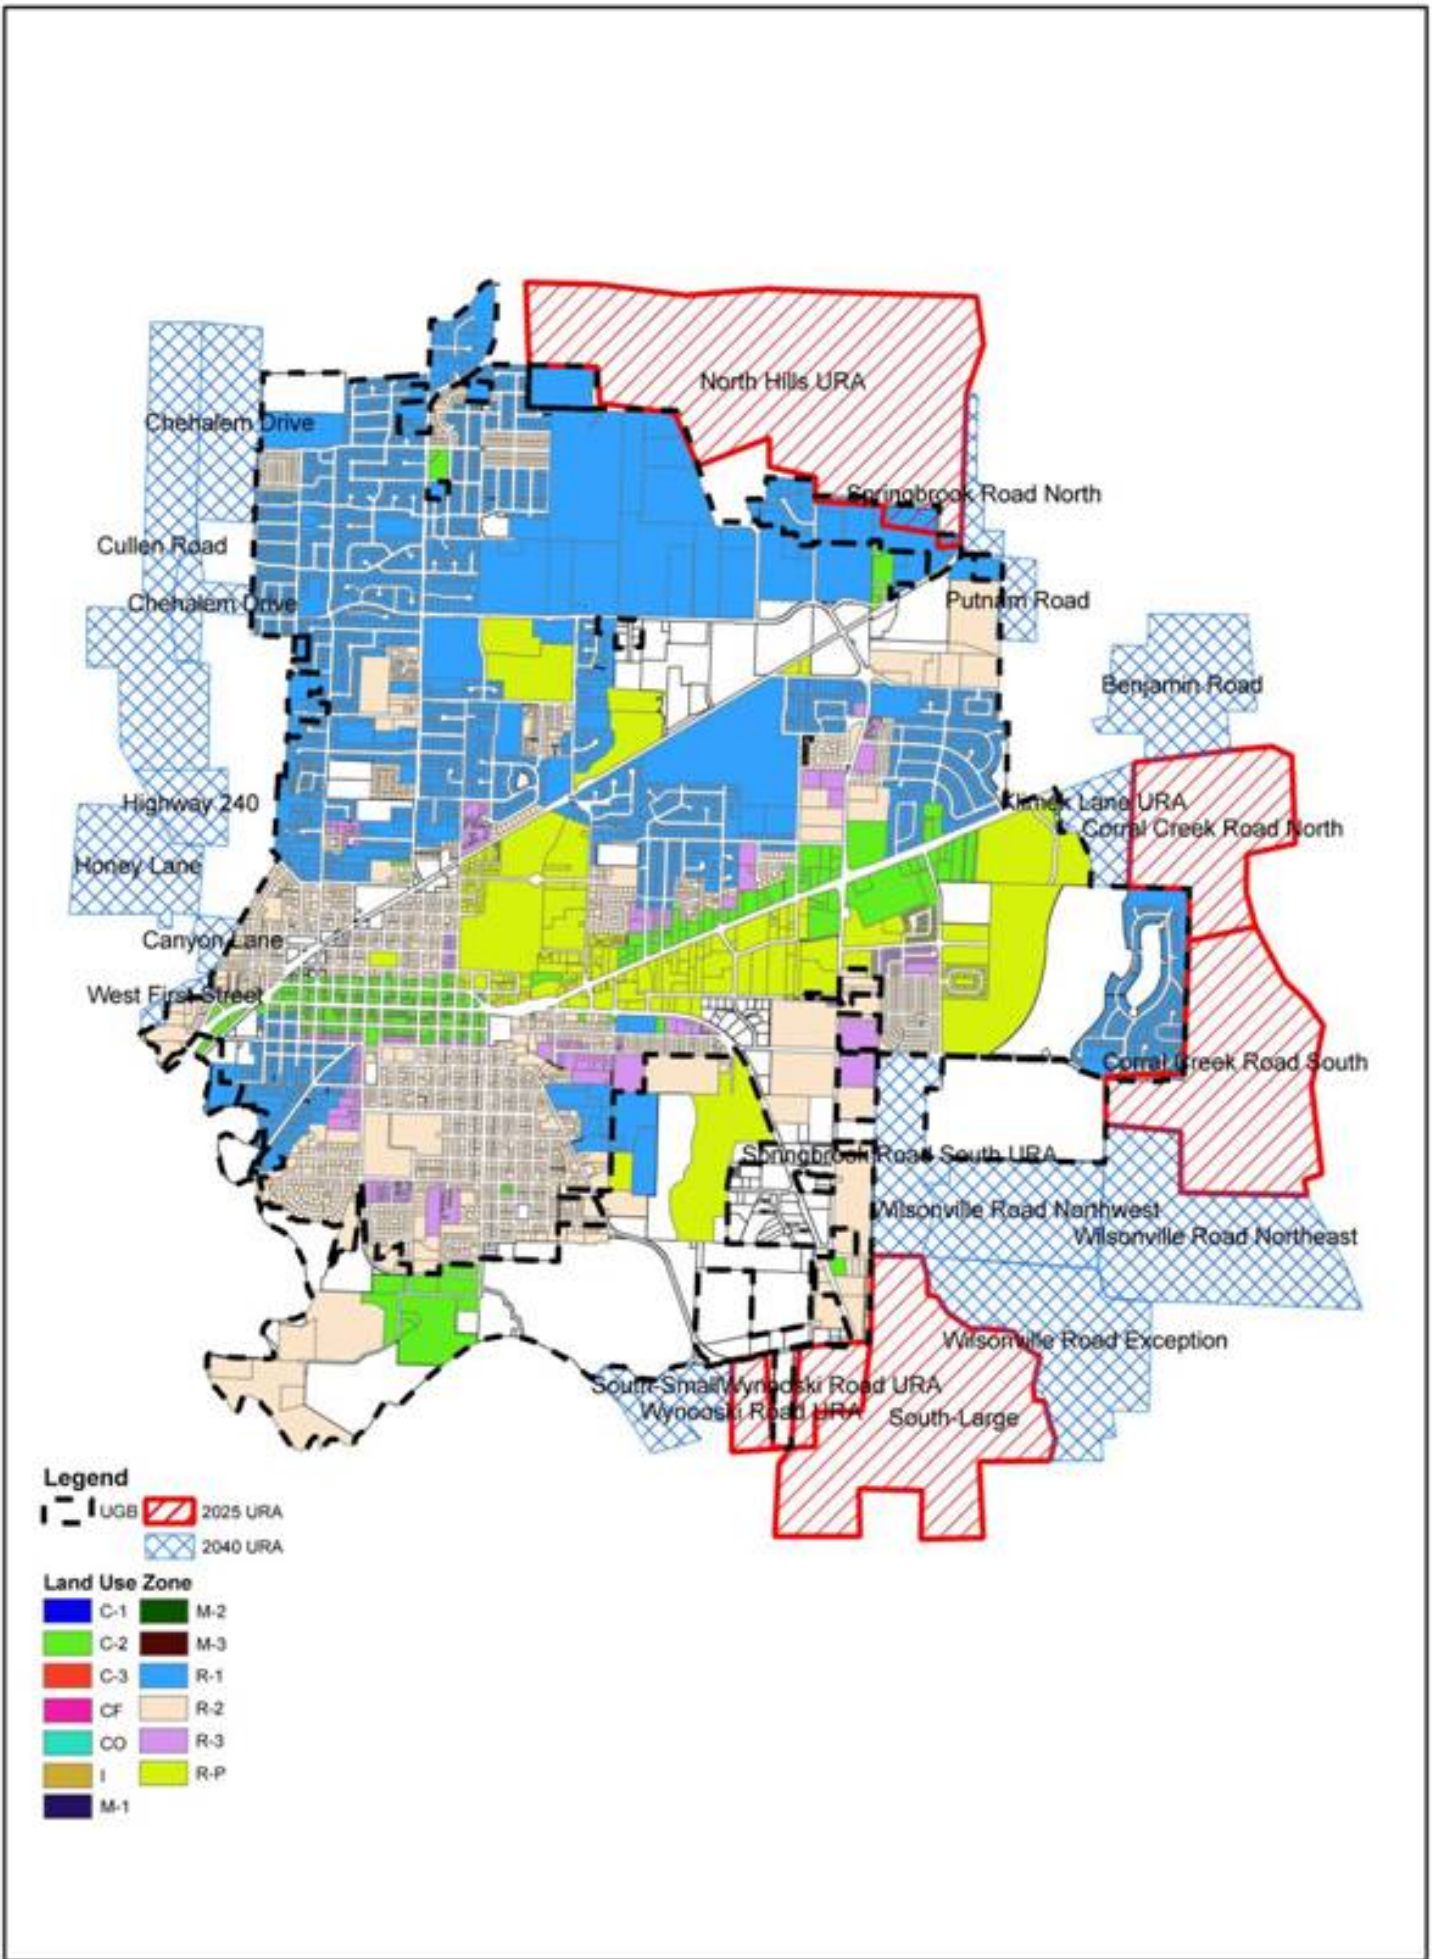 North Hills URA
Chehalem Drive
Springbrook Road North
Cullen Road
Chehalem Drive
Putnam Road
Benjamin Road
Highway 240
Klimek Lane URA
Corral Creek Road North
Honey Lane
Canyon Lane
West First Street
Corral Creek Road South
Springbrook Road South URA
Wilsonville Road Northwest
Wilsonville Road Northeast
Wilsonville Road Exception
South-Small
Wynooski Road URA
Wynooski Road URA
South-Large
Legend
UGB 2025 URA
2040 URA
Land Use Zone
C-1 M-2
C-2 M-3
C-3 R-1
CF R-2
CO R-3
I R-P
M-1